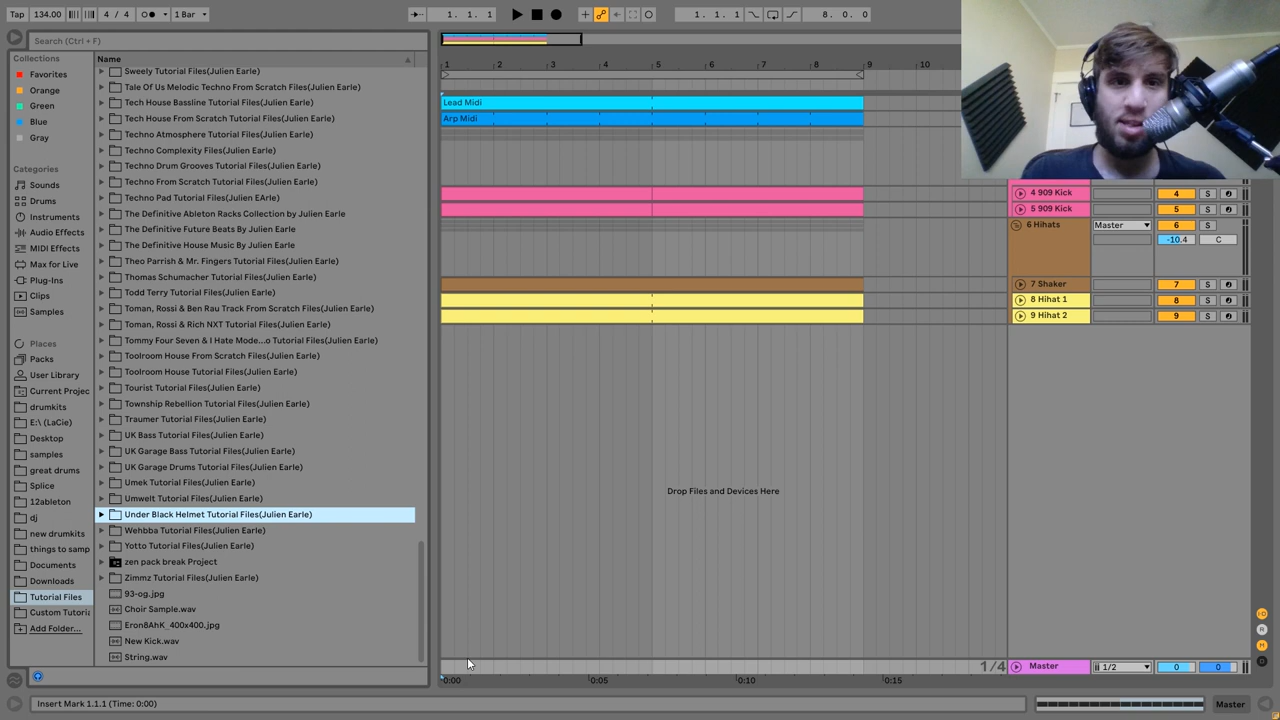 Tap 134.00 4 / 4 1 Bar 1. 1. 1 1. 1. 1 8. 0. 0
Search (Ctrl + F)
Collections
Favorites
Orange
Green
Blue
Gray
Categories
Sounds
Drums
Instruments
Audio Effects
MIDI Effects
Max for Live
Plug-Ins
Clips
Samples
Places
Packs
User Library
Current Projec
drumkits
E:\ (LaCie)
Desktop
samples
great drums
Splice
12ableton
dj
new drumkits
things to samp
Documents
Downloads
Tutorial Files
Custom Tutoria
Add Folder...
Name
Sweely Tutorial Files(Julien Earle)
Tale Of Us Melodic Techno From Scratch Files(Julien Earle)
Tech House Bassline Tutorial Files(Julien Earle)
Tech House From Scratch Tutorial Files(Julien Earle)
Techno Atmosphere Tutorial Files(Julien Earle)
Techno Complexity Files(Julien Earle)
Techno Drum Grooves Tutorial Files(Julien Earle)
Techno From Scratch Tutorial Files(Julien Earle)
Techno Pad Tutorial Files(Julien EArle)
The Definitive Ableton Racks Collection by Julien Earle
The Definitive Future Beats By Julien Earle
The Definitive House Music By Julien Earle
Theo Parrish & Mr. Fingers Tutorial Files(Julien Earle)
Thomas Schumacher Tutorial Files(Julien Earle)
Todd Terry Tutorial Files(Julien Earle)
Toman, Rossi & Ben Rau Track From Scratch Files(Julien Earle)
Toman, Rossi & Rich NXT Tutorial Files(Julien Earle)
Tommy Four Seven & I Hate Mode...o Tutorial Files(Julien Earle)
Toolroom House From Scratch Files(Julien Earle)
Toolroom House Tutorial Files(Julien Earle)
Tourist Tutorial Files(Julien Earle)
Township Rebellion Tutorial Files(Julien Earle)
Traumer Tutorial Files(Julien Earle)
UK Bass Tutorial Files(Julien Earle)
UK Garage Bass Tutorial Files(Julien Earle)
UK Garage Drums Tutorial Files(Julien Earle)
Umek Tutorial Files(Julien Earle)
Umwelt Tutorial Files(Julien Earle)
Under Black Helmet Tutorial Files(Julien Earle)
Wehbba Tutorial Files(Julien Earle)
Yotto Tutorial Files(Julien Earle)
zen pack break Project
Zimmz Tutorial Files(Julien Earle)
93-og.jpg
Choir Sample.wav
Eron8AhK_400x400.jpg
New Kick.wav
String.wav
1 2 3 4 5 6 7 8 9 10
Lead Midi
Arp Midi
4 909 Kick 4 S
5 909 Kick 5 S
6 Hihats Master 6 S
-10.4 C
7 Shaker 7 S
8 Hihat 1 8 S
9 Hihat 2 9 S
Drop Files and Devices Here
R
M
D
1/4 Master 1/2 0 0
0:00 0:05 0:10 0:15
Insert Mark 1.1.1 (Time: 0:00) Master